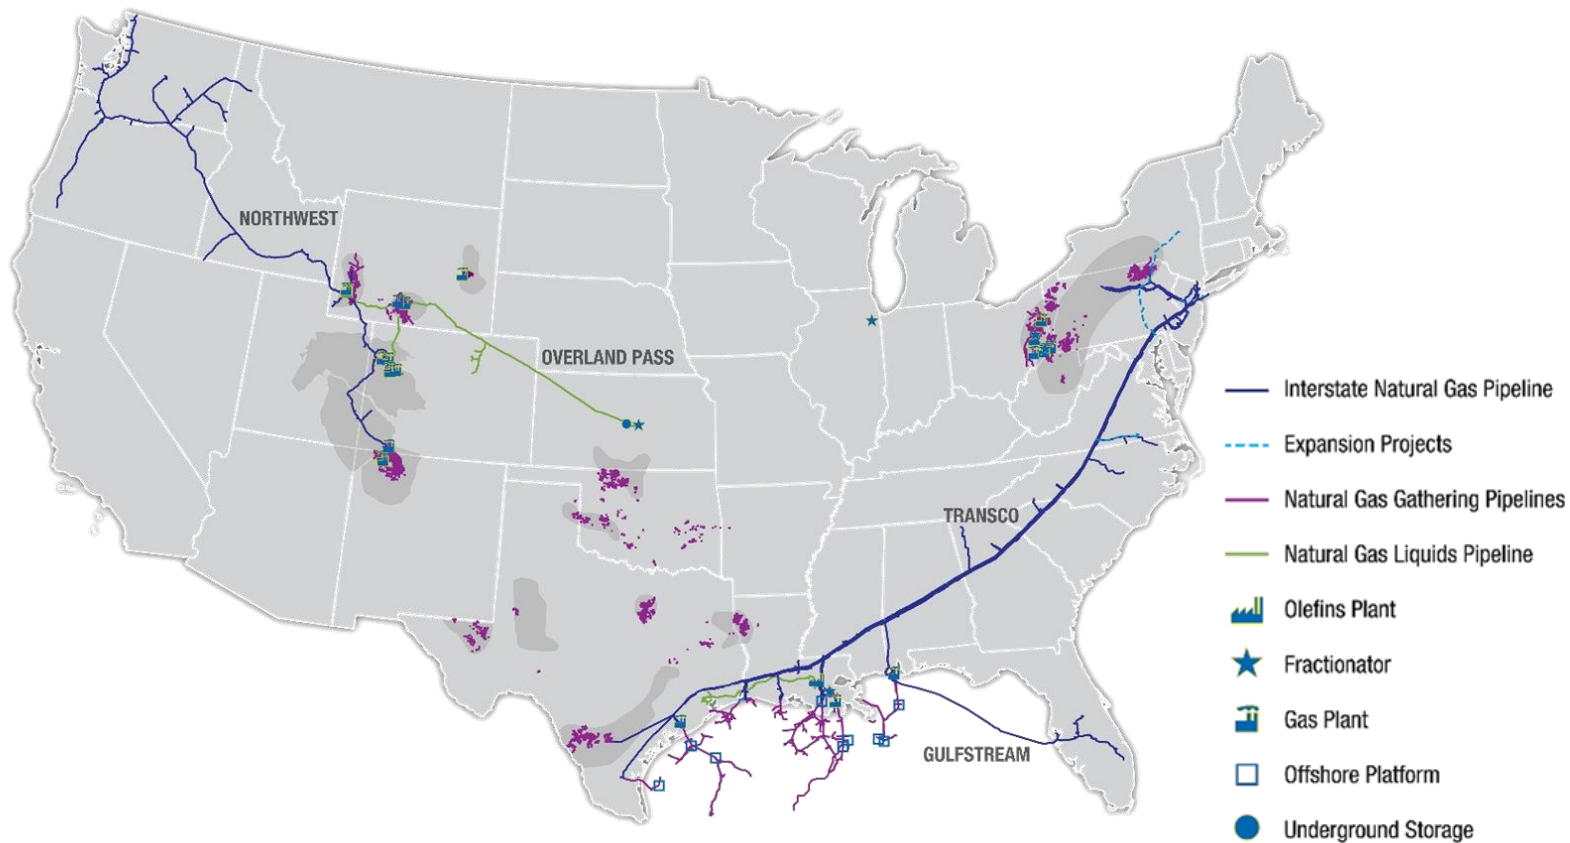 NORTHWEST
OVERLAND PASS
TRANSCO
GULFSTREAM
Interstate Natural Gas Pipeline
Expansion Projects
Natural Gas Gathering Pipelines
Natural Gas Liquids Pipeline
Olefins Plant
Fractionator
Gas Plant
Offshore Platform
Underground Storage